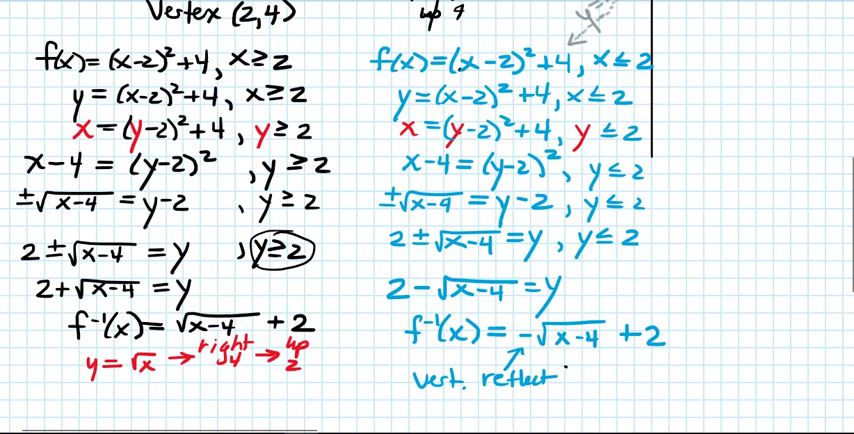 Vertex (2,4)
f(x) = (x-2)² + 4, x ≥ 2
y = (x-2)² + 4, x ≥ 2
x = (y-2)² + 4, y ≥ 2
x - 4 = (y-2)², y ≥ 2
±√(x-4) = y - 2, y ≥ 2
2 ± √(x-4) = y, y ≥ 2
2 + √(x-4) = y
f⁻¹(x) = √(x-4) + 2
y = √x → right 4 → up 2
f(x) = (x-2)² + 4, x ≤ 2
y = (x-2)² + 4, x ≤ 2
x = (y-2)² + 4, y ≤ 2
x - 4 = (y-2)², y ≤ 2
±√(x-4) = y - 2, y ≤ 2
2 ± √(x-4) = y, y ≤ 2
2 - √(x-4) = y
f⁻¹(x) = -√(x-4) + 2
vert. reflect